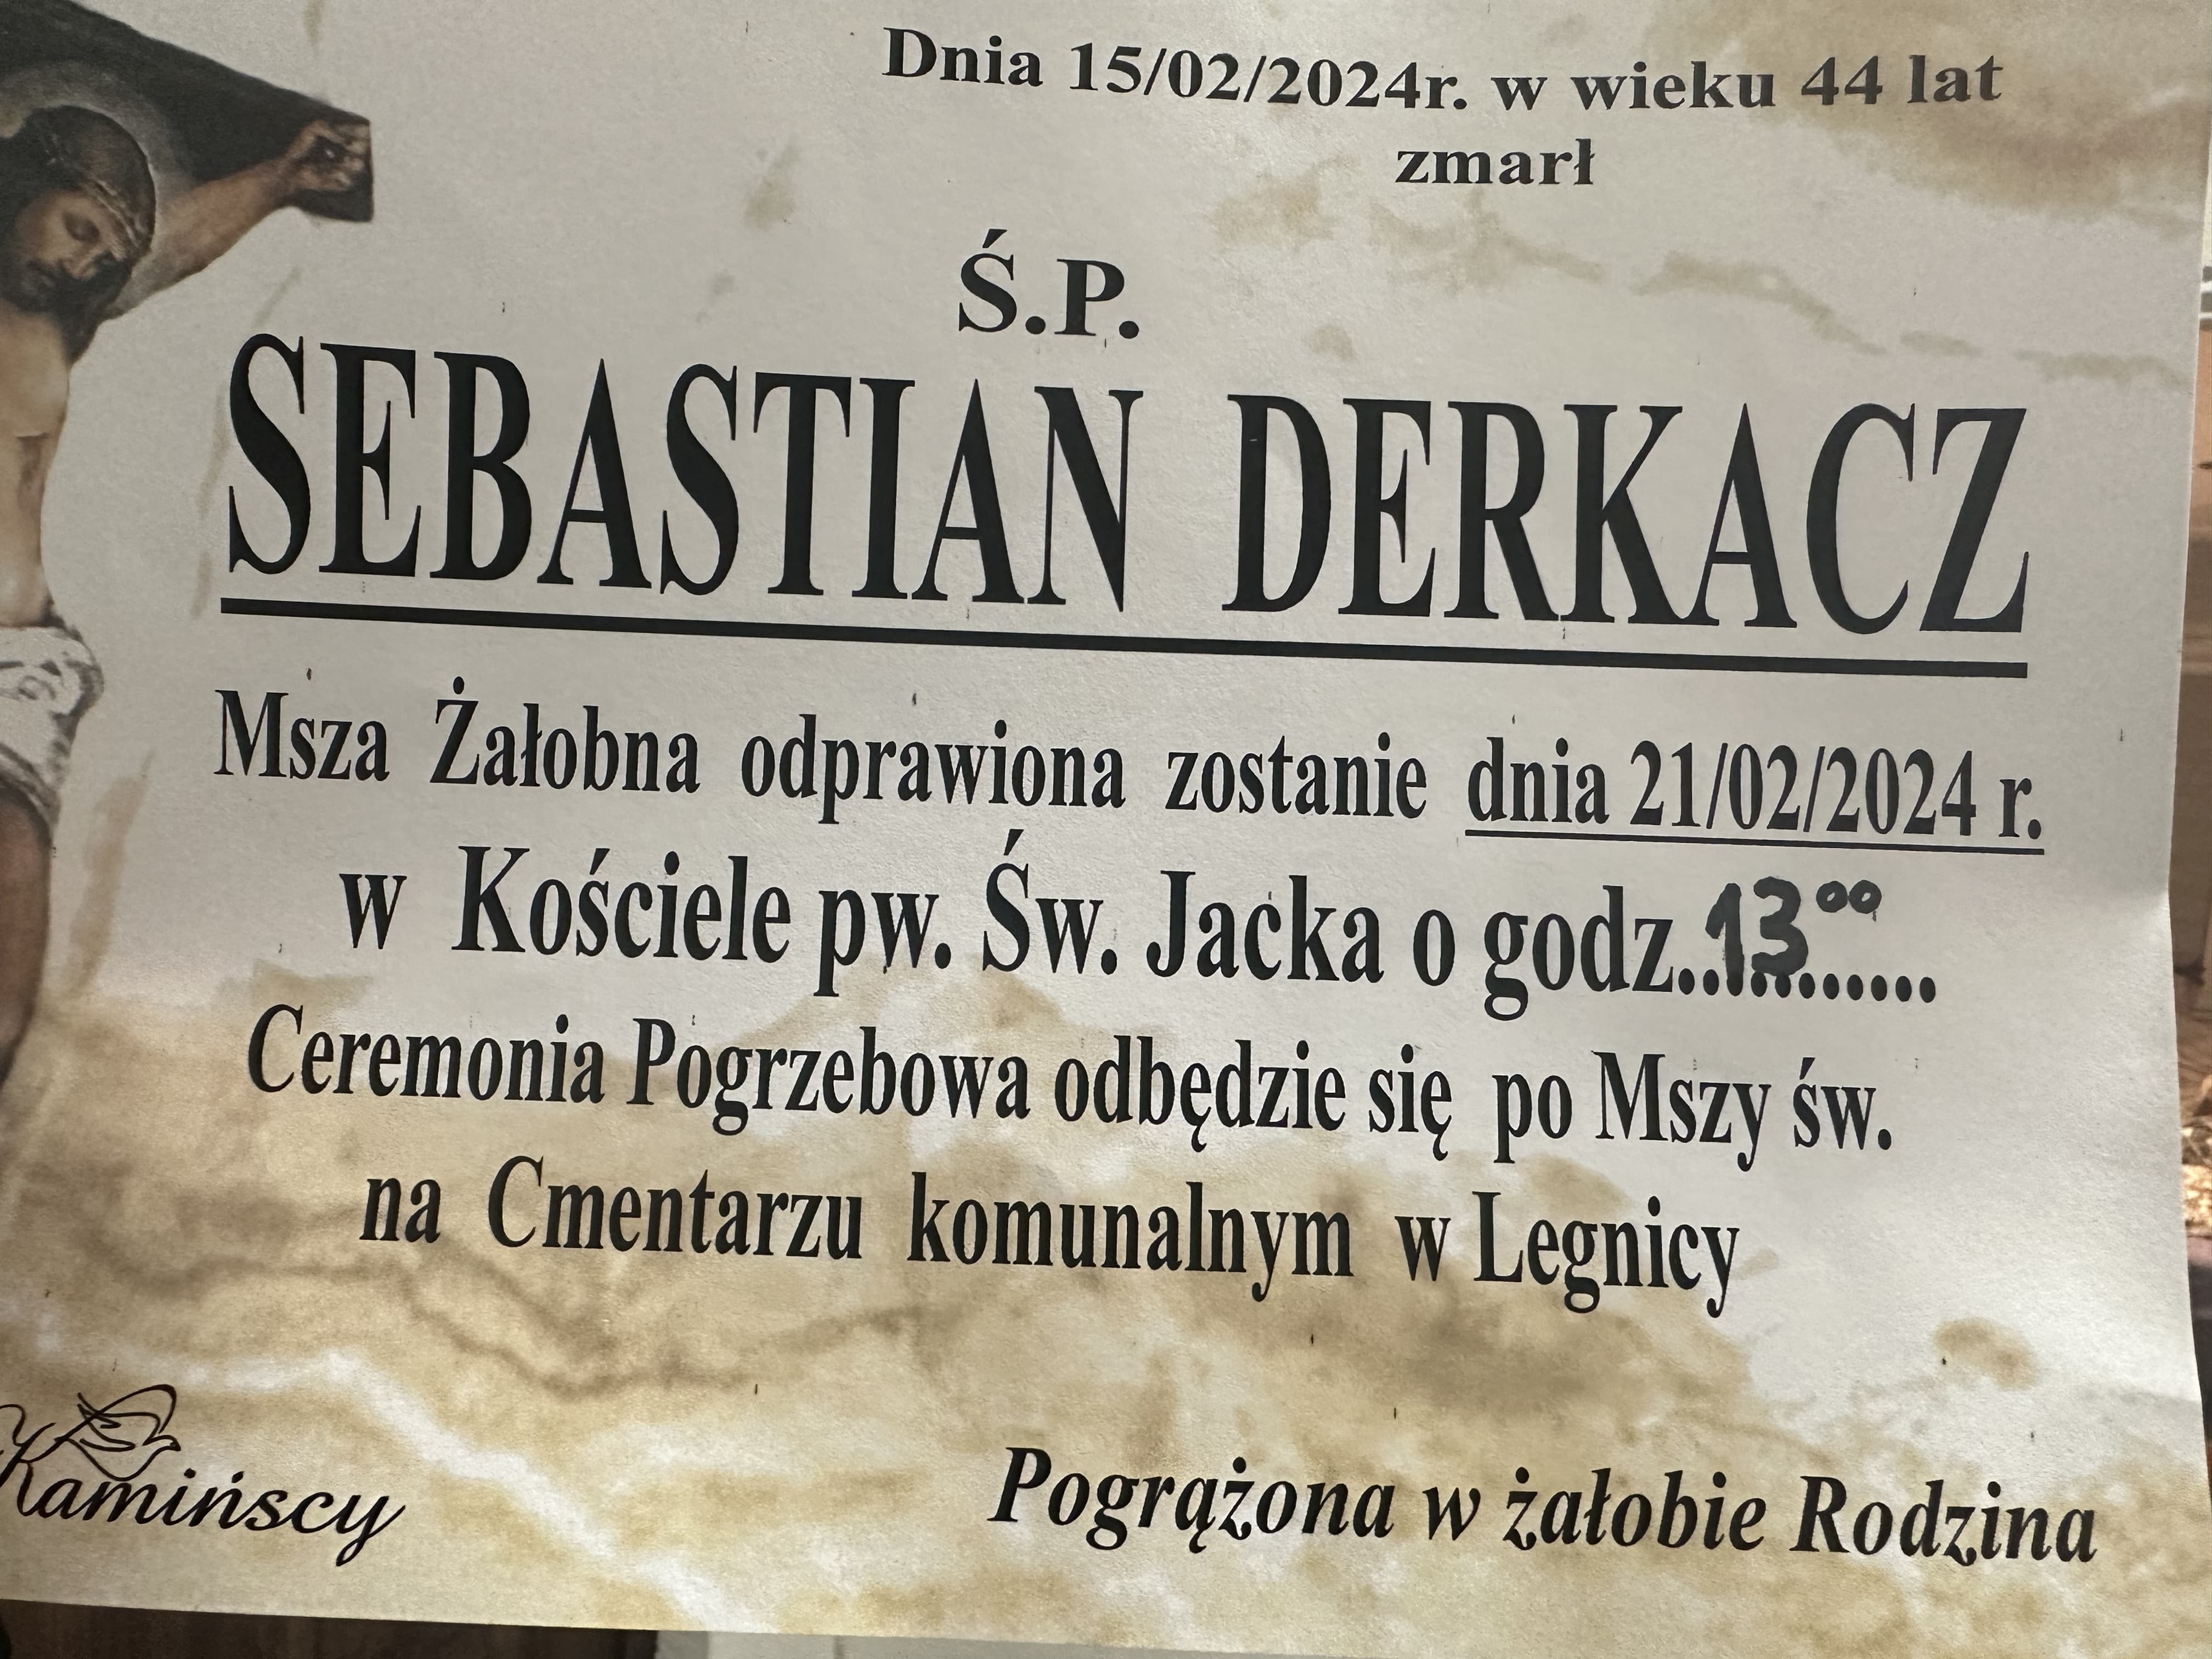 Dnia 15/02/2024r. w wieku 44 lat
zmarł
Ś.P.
SEBASTIAN DERKACZ
Msza Żałobna odprawiona zostanie dnia 21/02/2024 r.
w Kościele pw. Św. Jacka o godz..13⁰⁰.......
Ceremonia Pogrzebowa odbędzie się po Mszy św.
na Cmentarzu komunalnym w Legnicy
Kamińscy
Pogrążona w żałobie Rodzina